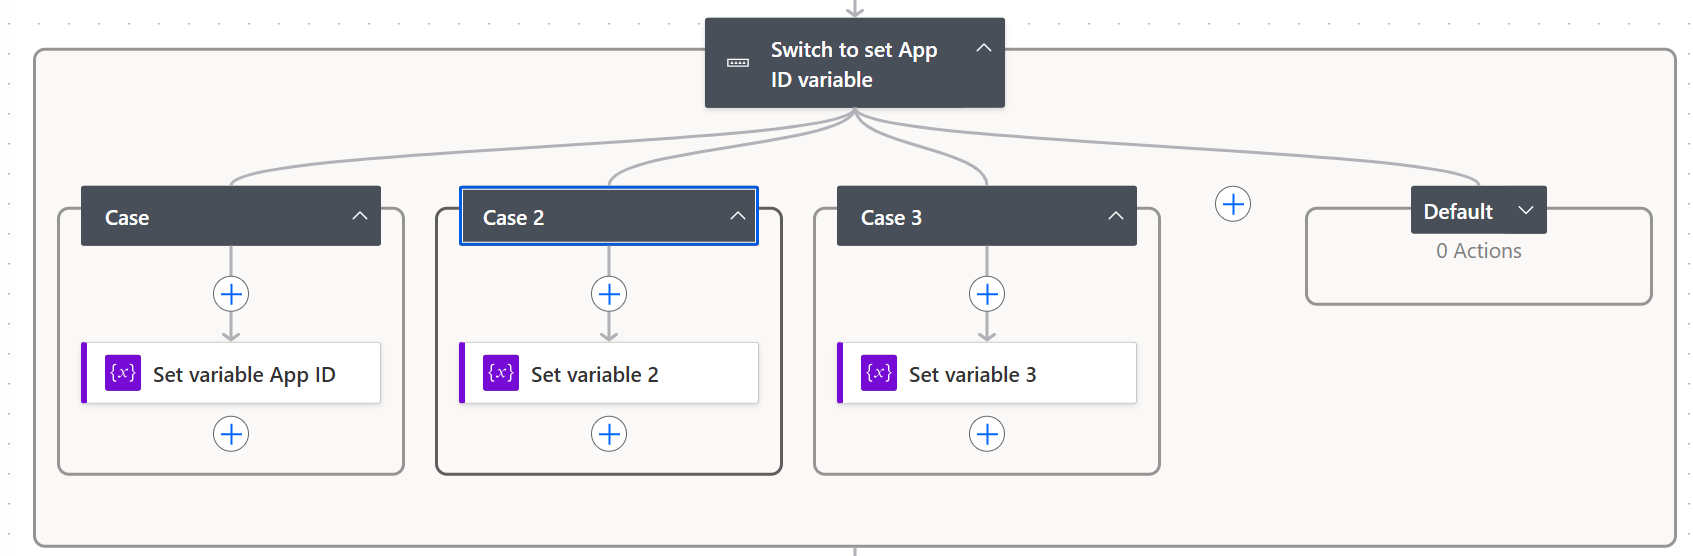 Switch to set App
ID variable
Case
Case 2
Case 3
Default
0 Actions
{x} Set variable App ID
{x} Set variable 2
{x} Set variable 3